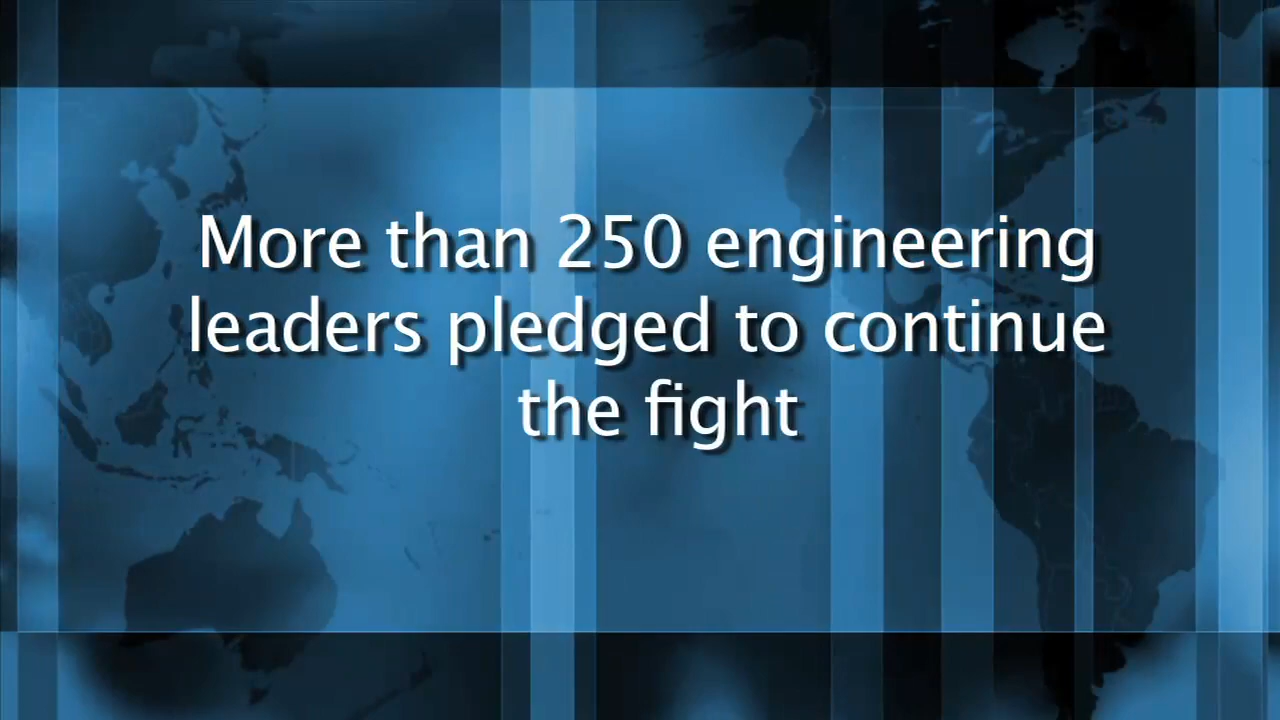 More than 250 engineering
leaders pledged to continue
the fight